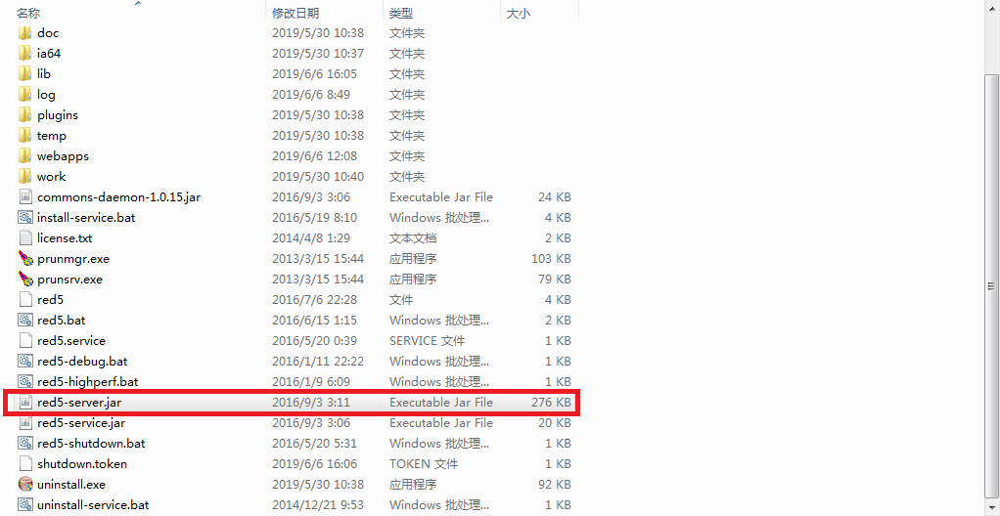 名称 修改日期 类型 大小
doc 2019/5/30 10:38 文件夹
ia64 2019/5/30 10:37 文件夹
lib 2019/6/6 16:05 文件夹
log 2019/6/6 8:49 文件夹
plugins 2019/5/30 10:38 文件夹
temp 2019/5/30 10:38 文件夹
webapps 2019/6/6 12:08 文件夹
work 2019/5/30 10:40 文件夹
commons-daemon-1.0.15.jar 2016/9/3 3:06 Executable Jar File 24 KB
install-service.bat 2016/5/19 8:10 Windows 批处理... 4 KB
license.txt 2014/4/8 1:29 文本文档 2 KB
prunmgr.exe 2013/3/15 15:44 应用程序 103 KB
prunsrv.exe 2013/3/15 15:44 应用程序 79 KB
red5 2016/7/6 22:28 文件 4 KB
red5.bat 2016/6/15 1:15 Windows 批处理... 2 KB
red5.service 2016/5/20 0:39 SERVICE 文件 1 KB
red5-debug.bat 2016/1/11 22:22 Windows 批处理... 1 KB
red5-highperf.bat 2016/1/9 6:09 Windows 批处理... 1 KB
red5-server.jar 2016/9/3 3:11 Executable Jar File 276 KB
red5-service.jar 2016/9/3 3:06 Executable Jar File 20 KB
red5-shutdown.bat 2016/5/20 5:31 Windows 批处理... 1 KB
shutdown.token 2019/6/6 16:06 TOKEN 文件 1 KB
uninstall.exe 2019/5/30 10:38 应用程序 92 KB
uninstall-service.bat 2014/12/21 9:53 Windows 批处理... 1 KB